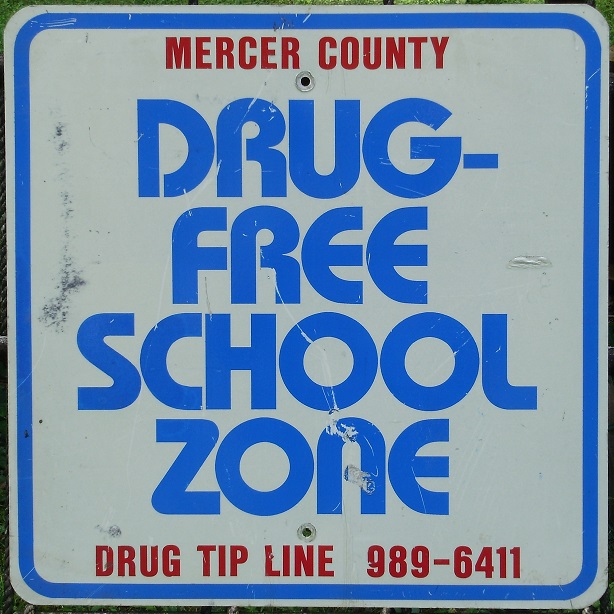 MERCER COUNTY
DRUG-
FREE
SCHOOL
ZONE
DRUG TIP LINE 989-6411